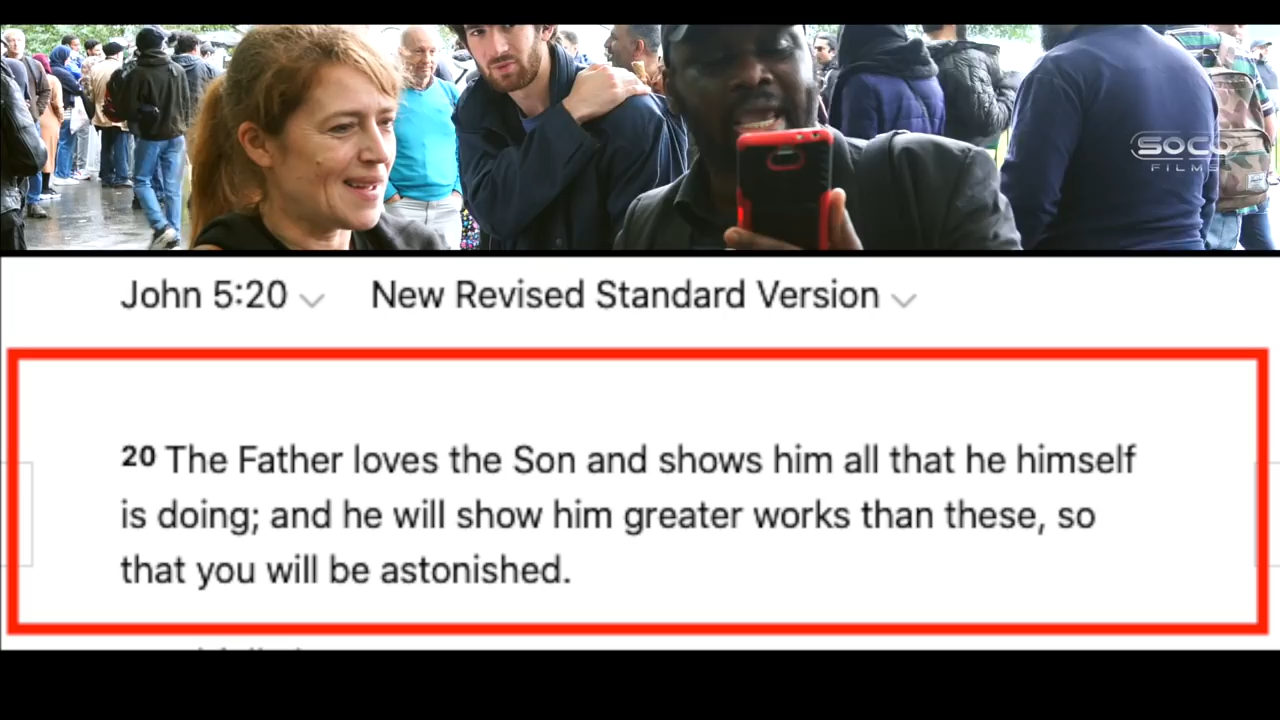 SOCO
FILMS
John 5:20 New Revised Standard Version
20 The Father loves the Son and shows him all that he himself
is doing; and he will show him greater works than these, so
that you will be astonished.